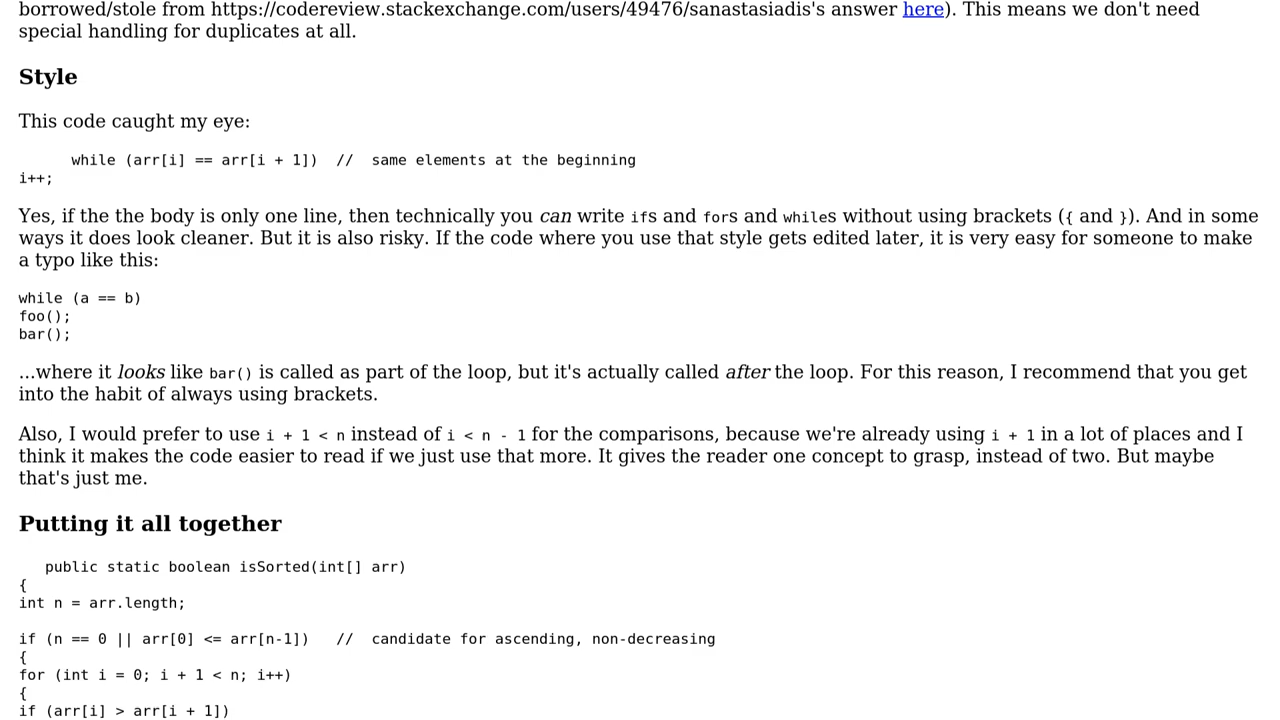 borrowed/stole from https://codereview.stackexchange.com/users/49476/sanastasiadis's answer here). This means we don't need
special handling for duplicates at all.
Style
This code caught my eye:
while (arr[i] == arr[i + 1])  //  same elements at the beginning
i++;
Yes, if the the body is only one line, then technically you can write ifs and fors and whiles without using brackets ({ and }). And in some
ways it does look cleaner. But it is also risky. If the code where you use that style gets edited later, it is very easy for someone to make
a typo like this:
while (a == b)
foo();
bar();
...where it looks like bar() is called as part of the loop, but it's actually called after the loop. For this reason, I recommend that you get
into the habit of always using brackets.
Also, I would prefer to use i + 1 < n instead of i < n - 1 for the comparisons, because we're already using i + 1 in a lot of places and I
think it makes the code easier to read if we just use that more. It gives the reader one concept to grasp, instead of two. But maybe
that's just me.
Putting it all together
public static boolean isSorted(int[] arr)
{
int n = arr.length;
if (n == 0 || arr[0] <= arr[n-1])   //  candidate for ascending, non-decreasing
{
for (int i = 0; i + 1 < n; i++)
{
if (arr[i] > arr[i + 1])